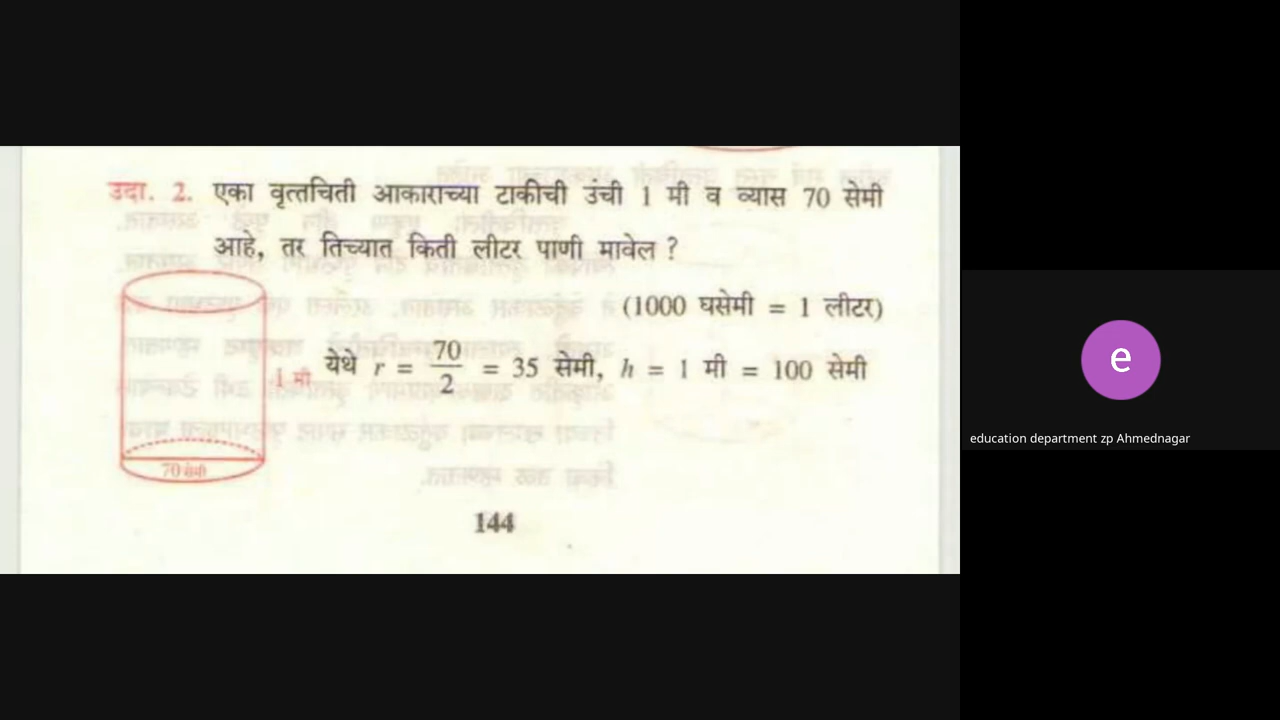 उदा. 2. एका वृत्तचिती आकाराच्या टाकीची उंची 1 मी व व्यास 70 सेमी
आहे, तर तिच्यात किती लीटर पाणी मावेल ?
(1000 घसेमी = 1 लीटर)
येथे r = 70/2 = 35 सेमी, h = 1 मी = 100 सेमी
1 मी
70 सेमी
144
e
education department zp Ahmednagar